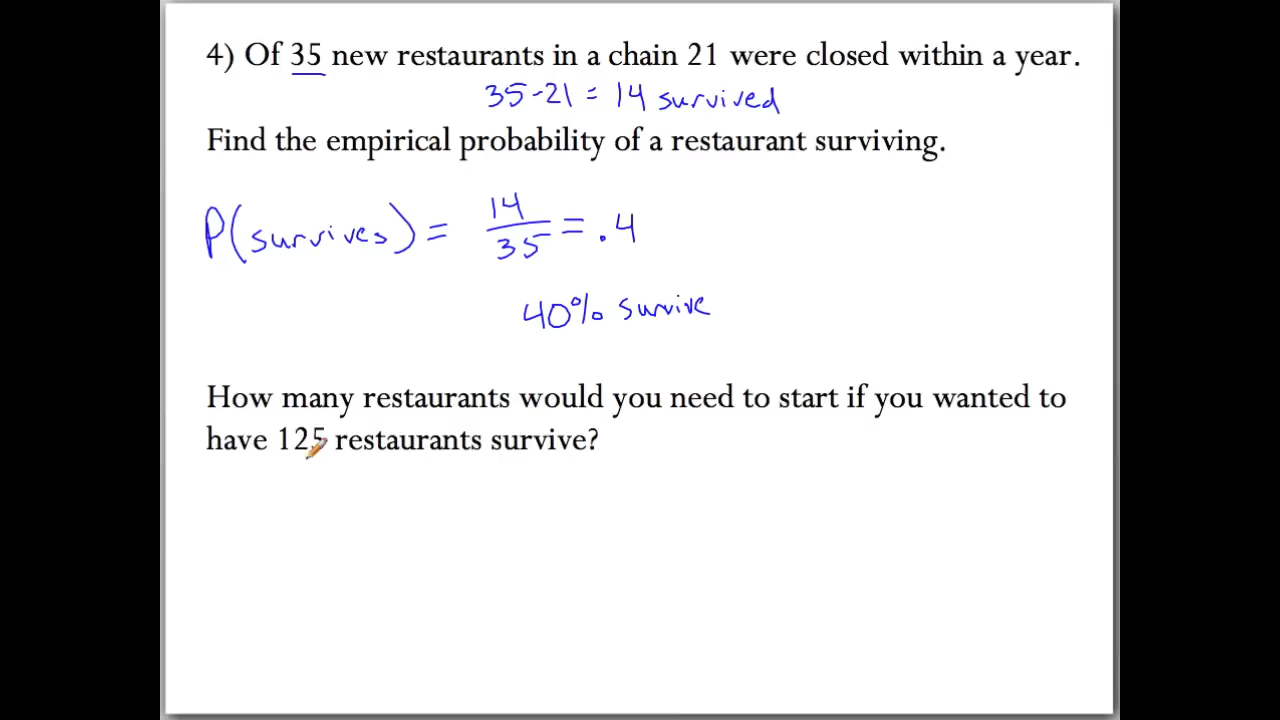 4) Of 35 new restaurants in a chain 21 were closed within a year.
35-21 = 14 survived
Find the empirical probability of a restaurant surviving.
P(survives) = 14/35 = .4
40% survive
How many restaurants would you need to start if you wanted to
have 125 restaurants survive?